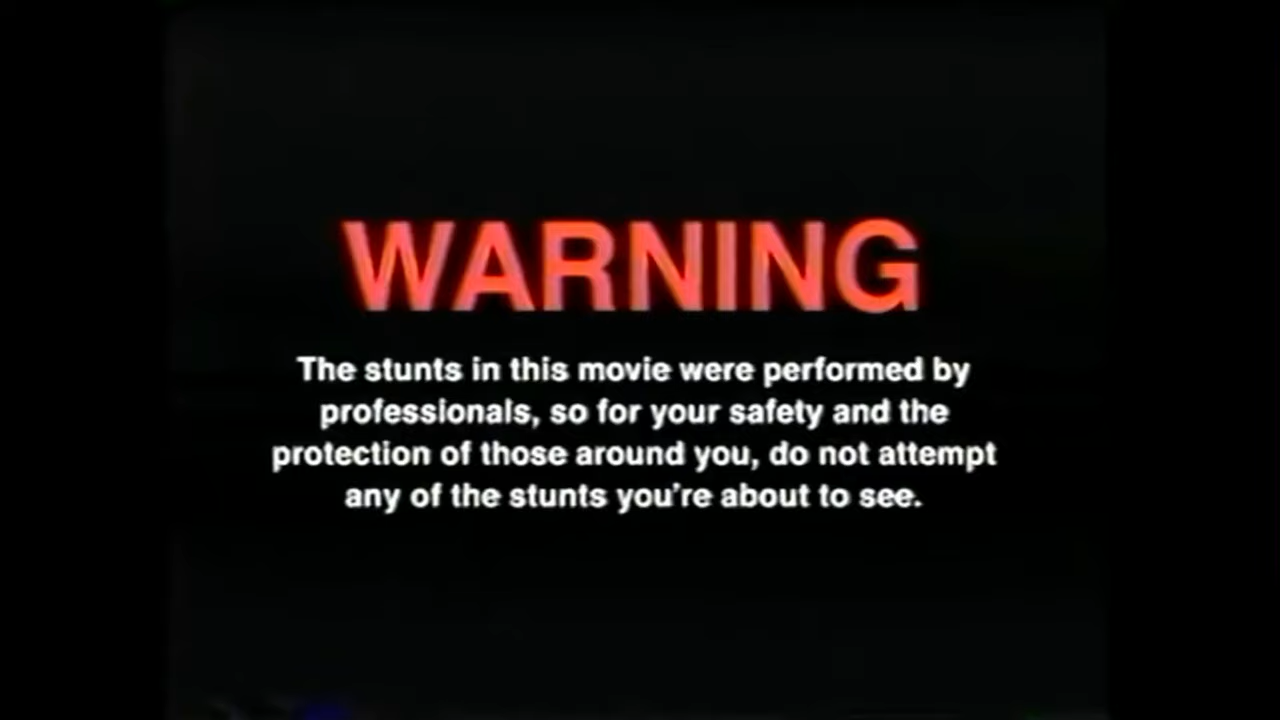 WARNING
The stunts in this movie were performed by
professionals, so for your safety and the
protection of those around you, do not attempt
any of the stunts you're about to see.